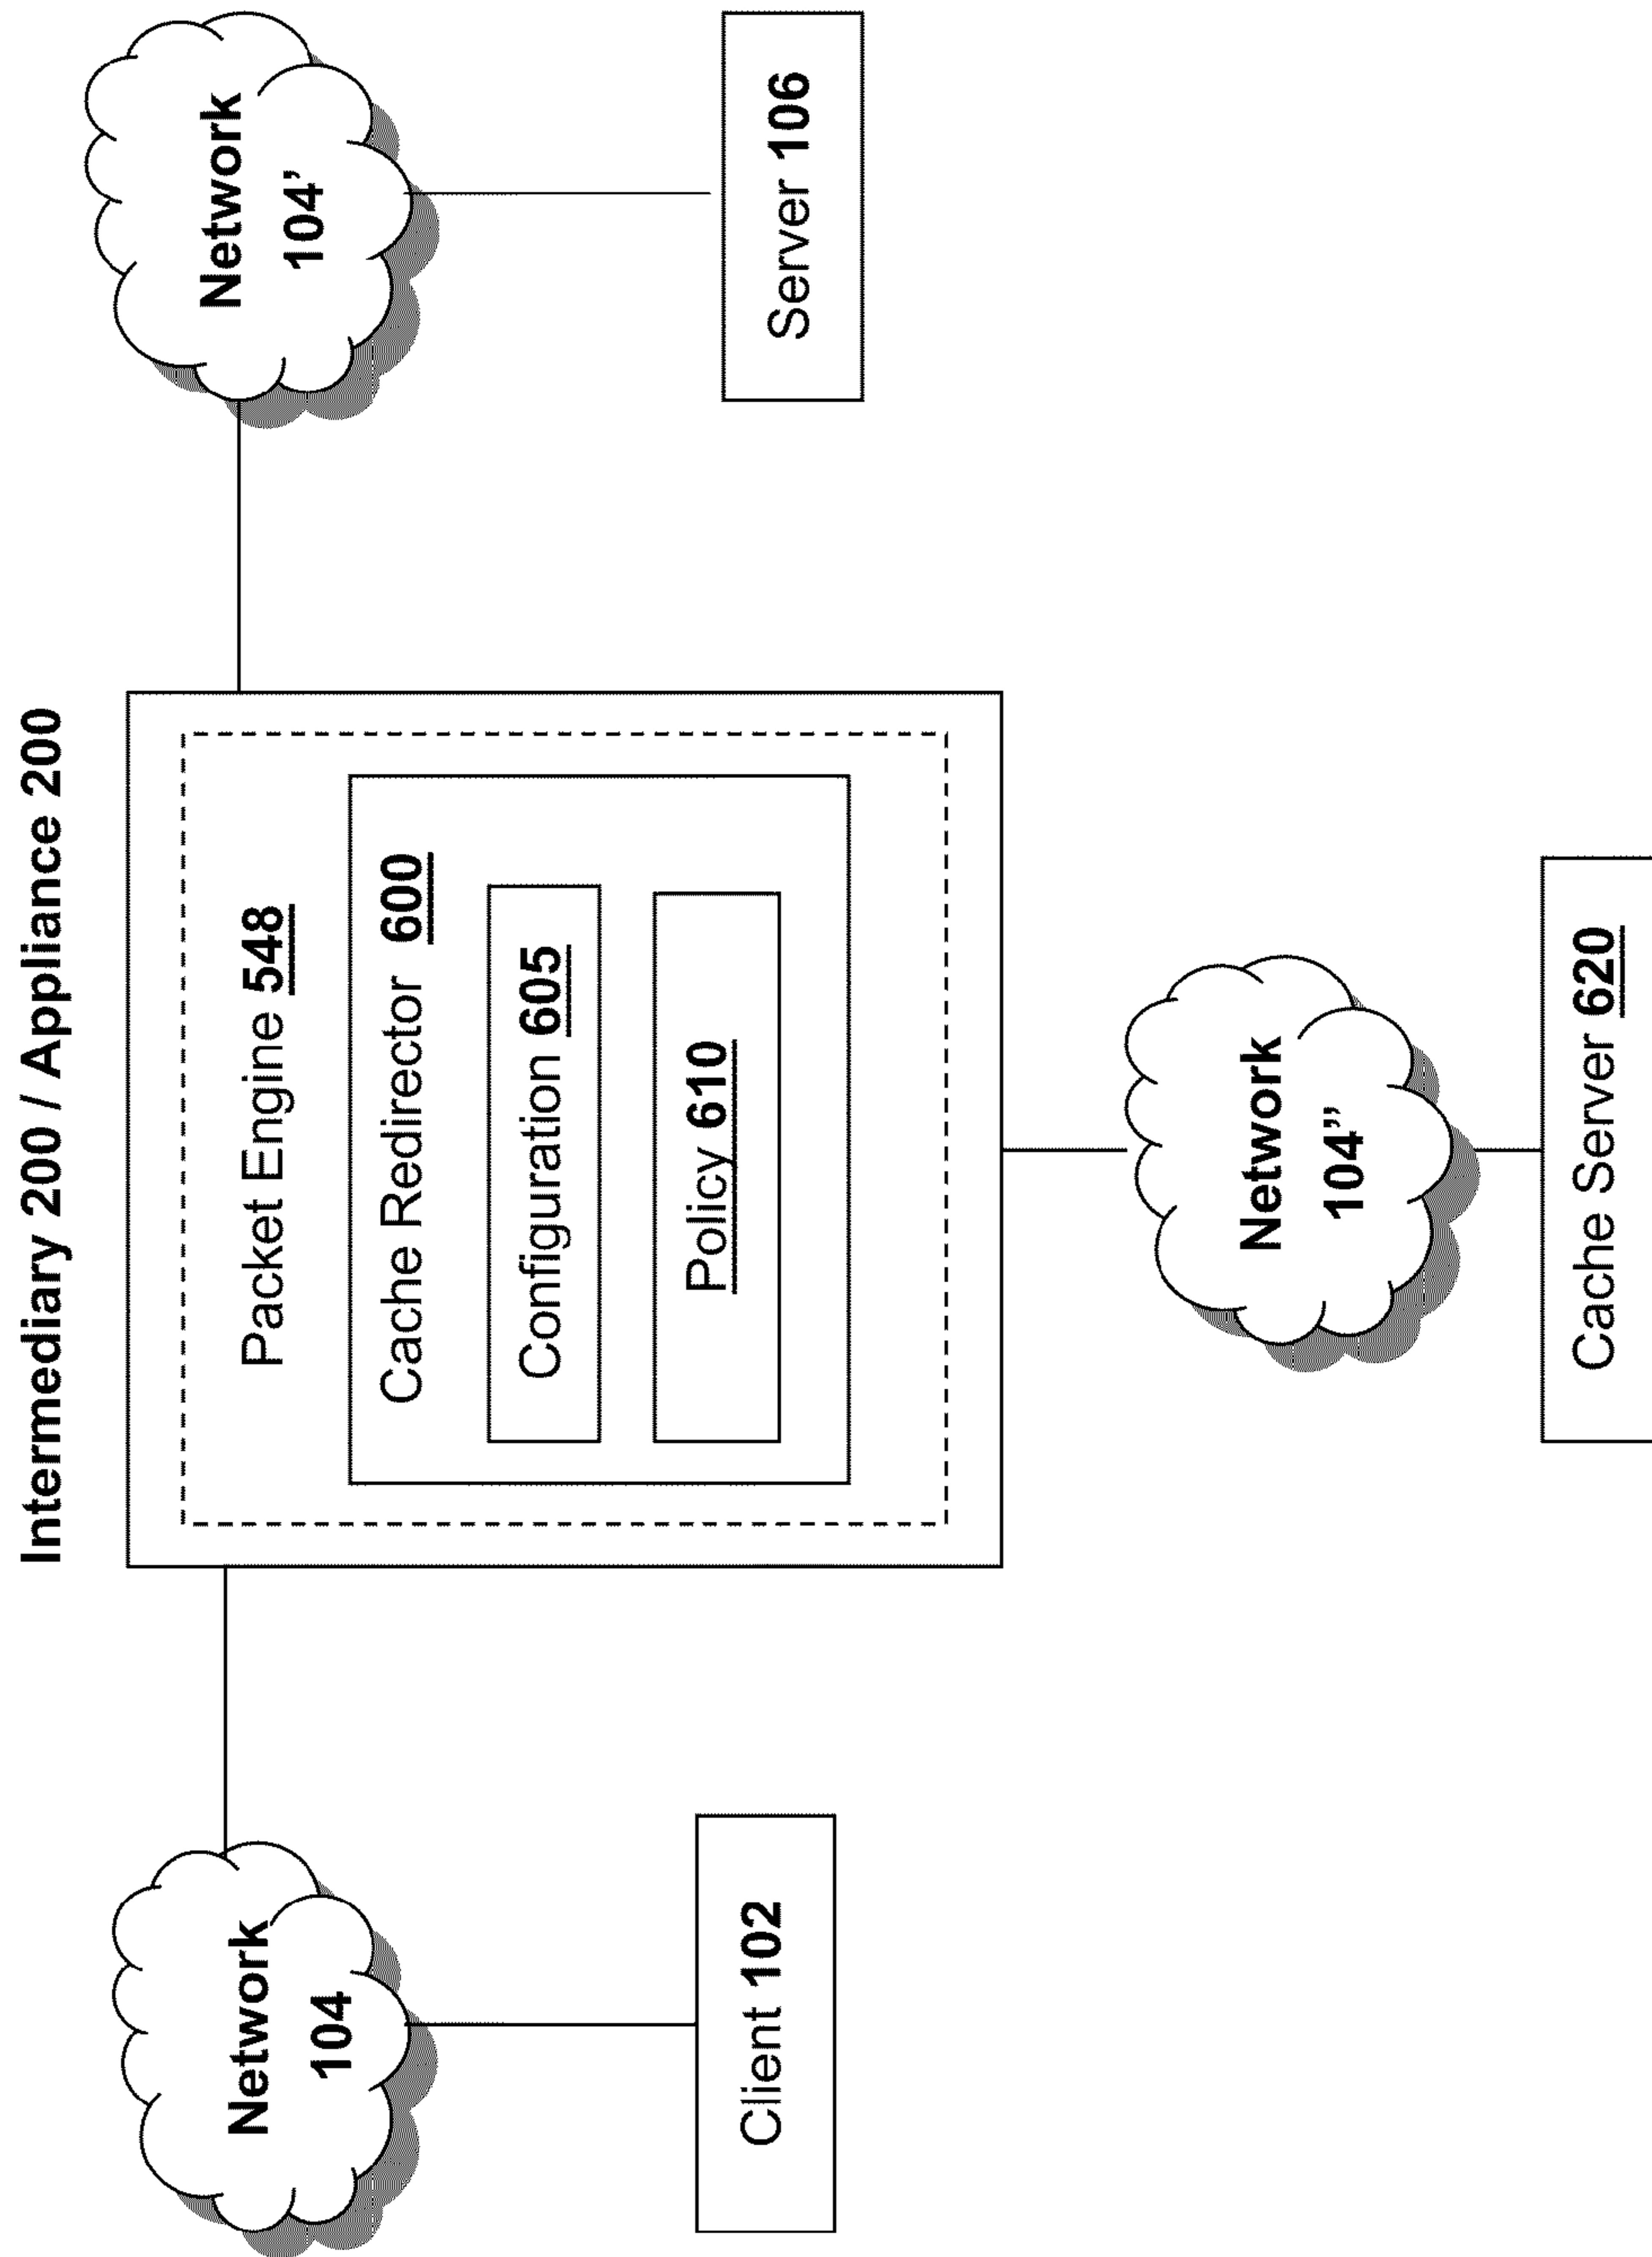 Intermediary 200 / Appliance 200
Network
104
Network
104’
Packet Engine 548
Cache Redirector 600
Configuration 605
Policy 610
Client 102
Server 106
Network
104”
Cache Server 620